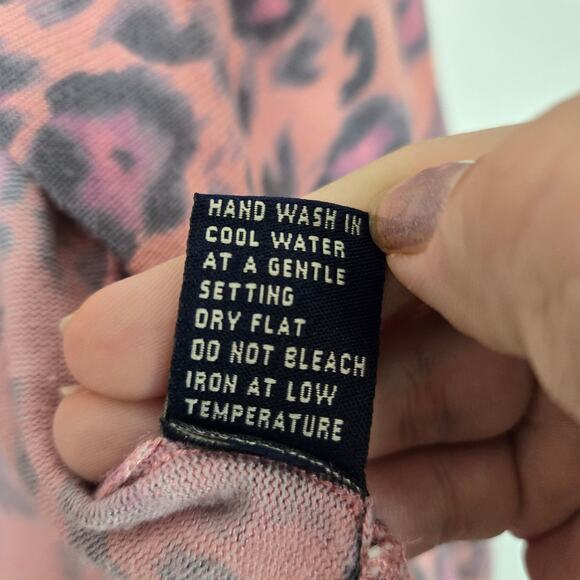 HAND WASH IN
COOL WATER
AT A GENTLE
SETTING
DRY FLAT
DO NOT BLEACH
IRON AT LOW
TEMPERATURE